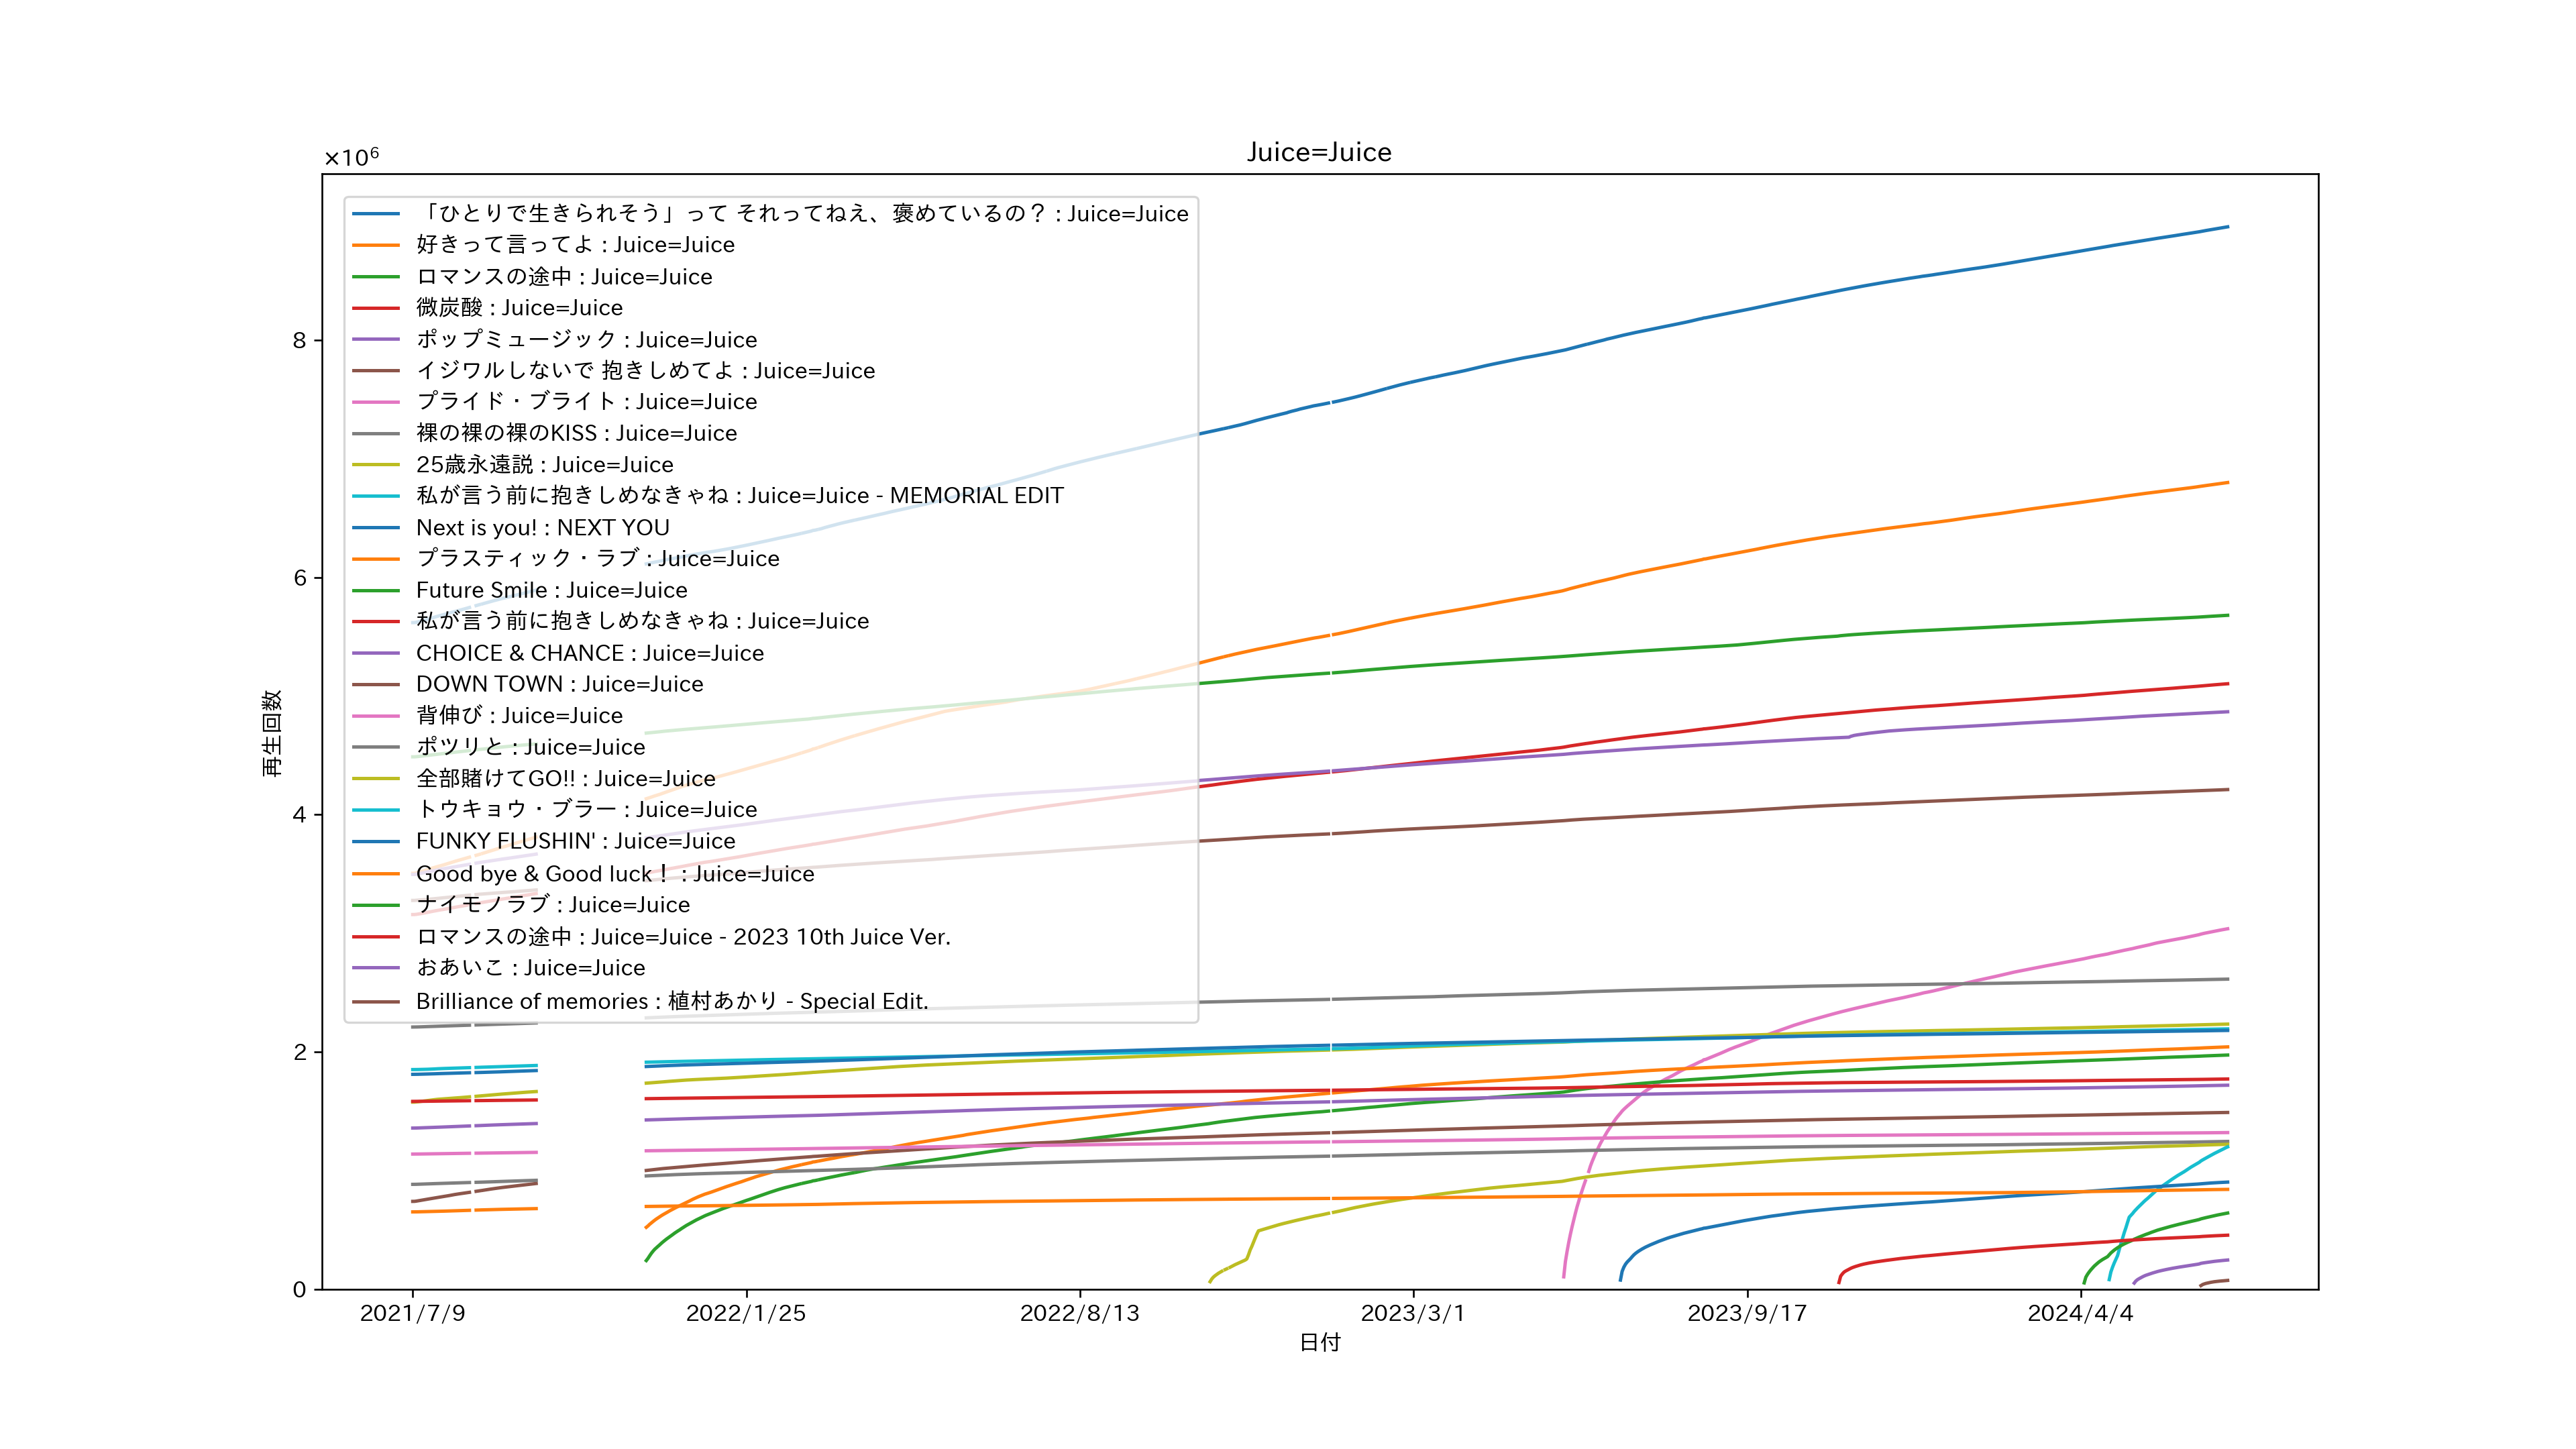 Juice=Juice
×10⁶
「ひとりで生きられそう」って それってねえ、褒めているの？ : Juice=Juice
好きって言ってよ : Juice=Juice
ロマンスの途中 : Juice=Juice
微炭酸 : Juice=Juice
ポップミュージック : Juice=Juice
イジワルしないで 抱きしめてよ : Juice=Juice
プライド・ブライト : Juice=Juice
裸の裸の裸のKISS : Juice=Juice
25歳永遠説 : Juice=Juice
私が言う前に抱きしめなきゃね : Juice=Juice - MEMORIAL EDIT
Next is you! : NEXT YOU
プラスティック・ラブ : Juice=Juice
Future Smile : Juice=Juice
私が言う前に抱きしめなきゃね : Juice=Juice
CHOICE & CHANCE : Juice=Juice
DOWN TOWN : Juice=Juice
背伸び : Juice=Juice
ポツリと : Juice=Juice
全部賭けてGO!! : Juice=Juice
トウキョウ・ブラー : Juice=Juice
FUNKY FLUSHIN' : Juice=Juice
Good bye & Good luck！ : Juice=Juice
ナイモノラブ : Juice=Juice
ロマンスの途中 : Juice=Juice - 2023 10th Juice Ver.
おあいこ : Juice=Juice
Brilliance of memories : 植村あかり - Special Edit.
8
6
4
2
0
再生回数
2021/7/9
2022/1/25
2022/8/13
2023/3/1
2023/9/17
2024/4/4
日付